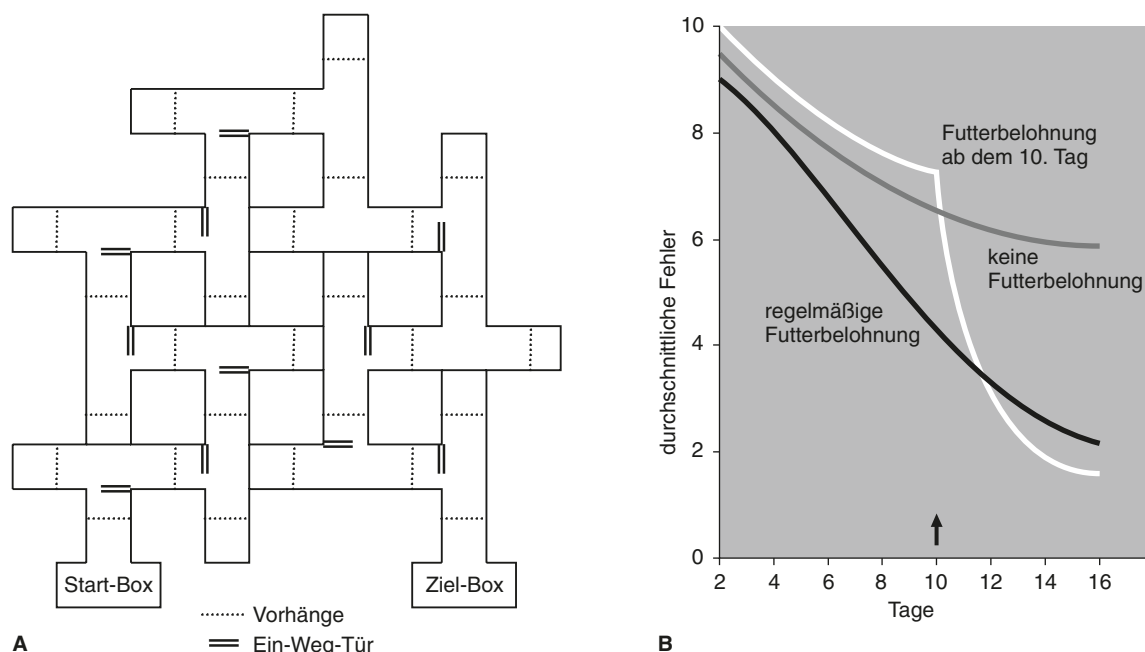 Start-Box
Ziel-Box
Vorhänge
Ein-Weg-Tür
A
10
8
6
4
2
0
durchschnittliche Fehler
Futterbelohnung
ab dem 10. Tag
keine
Futterbelohnung
regelmäßige
Futterbelohnung
2 4 6 8 10 12 14 16
Tage
B